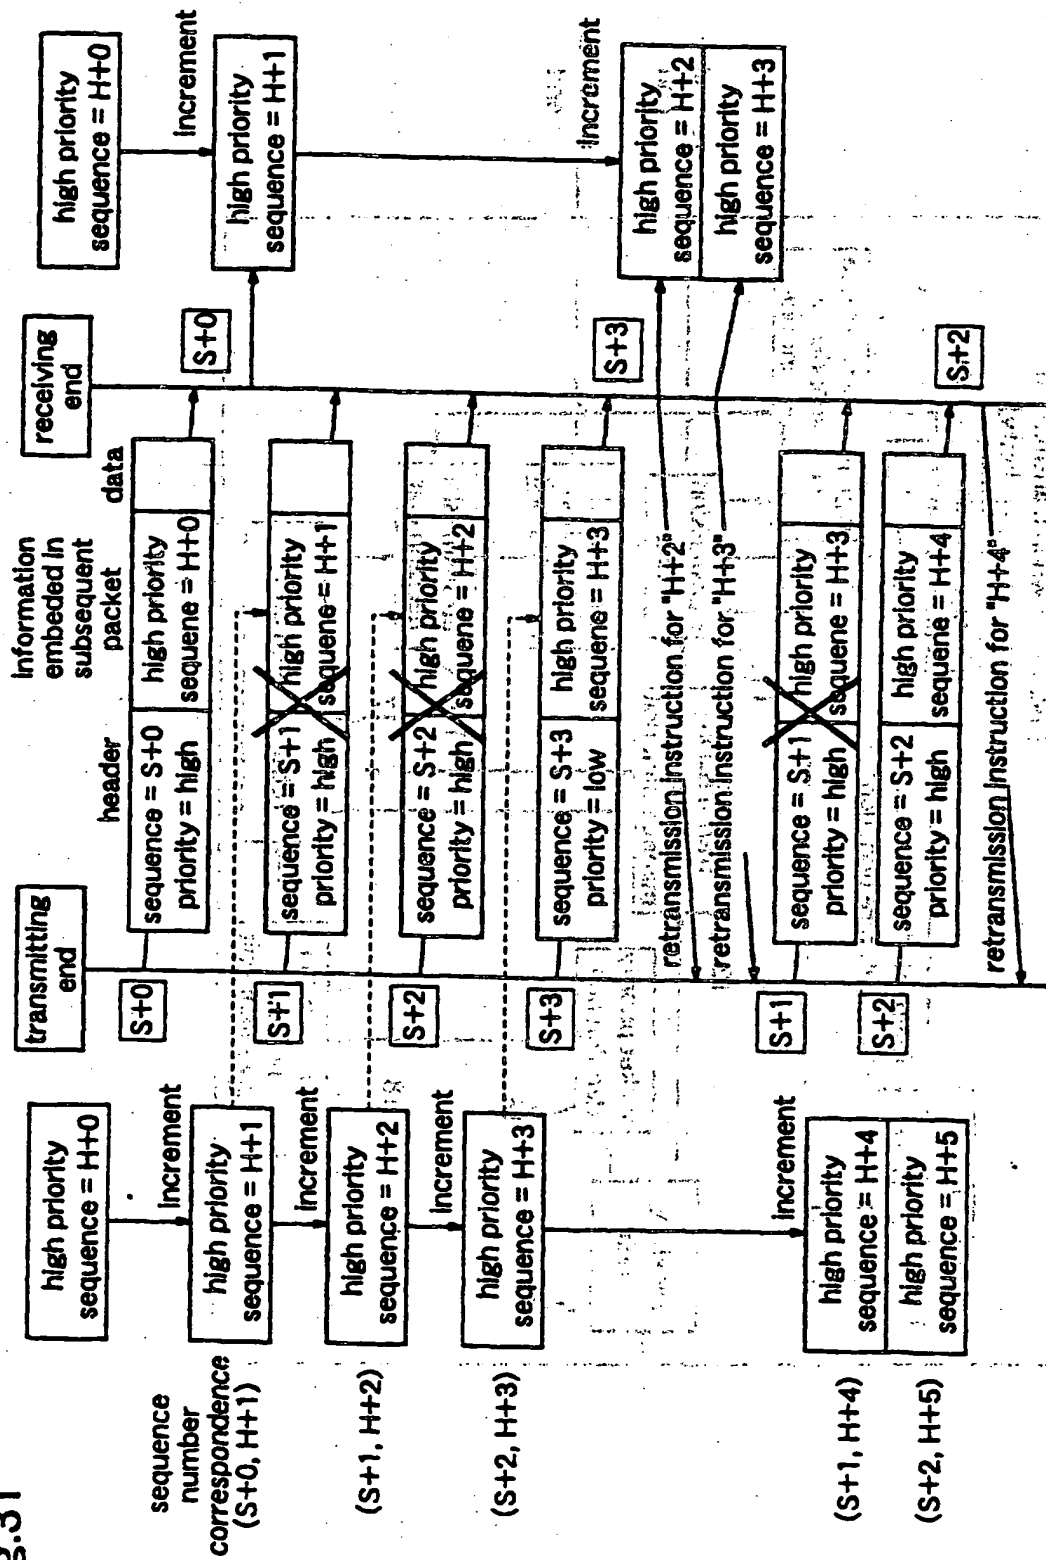 g.31
transmitting
end
receiving
end
header
Information
embeded in
subsequent
packet
data
high priority
sequence = H+0
S+0
sequence = S+0
priority = high
high priority
sequene = H+0
S+0
high priority
sequence = H+0
Increment
Increment
sequence
number
correspondence
(S+0, H+1)
high priority
sequence = H+1
S+1
sequence = S+1
priority = high
high priority
sequene = H+1
high priority
sequence = H+1
Increment
(S+1, H+2)
high priority
sequence = H+2
S+2
sequence = S+2
priority = high
high priority
sequene = H+2
Increment
(S+2, H+3)
high priority
sequence = H+3
S+3
sequence = S+3
priority = low
high priority
sequene = H+3
S+3
Increment
retransmission Instruction for "H+2"
retransmission Instruction for "H+3"
high priority
sequence = H+2
high priority
sequence = H+3
Increment
(S+1, H+4)
high priority
sequence = H+4
S+1
sequence = S+1
priority = high
high priority
sequene = H+3
(S+2, H+5)
high priority
sequence = H+5
S+2
sequence = S+2
priority = high
high priority
sequene = H+4
S+2
retransmission Instruction for "H+4"